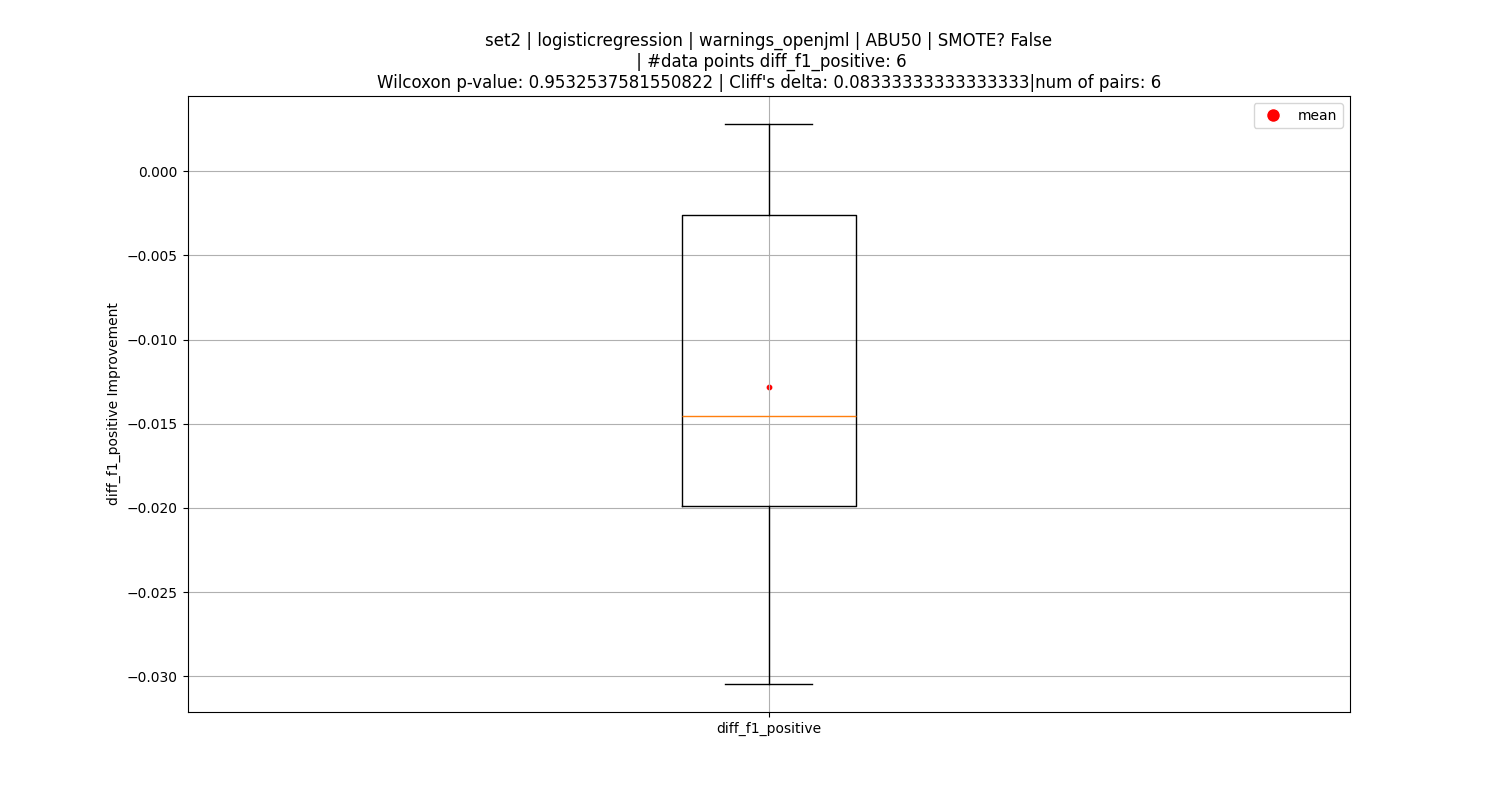 set2 | logisticregression | warnings_openjml | ABU50 | SMOTE? False
| #data points diff_f1_positive: 6
Wilcoxon p-value: 0.9532537581550822 | Cliff's delta: 0.08333333333333333|num of pairs: 6
mean
0.000
−0.005
−0.010
−0.015
−0.020
−0.025
−0.030
diff_f1_positive Improvement
diff_f1_positive